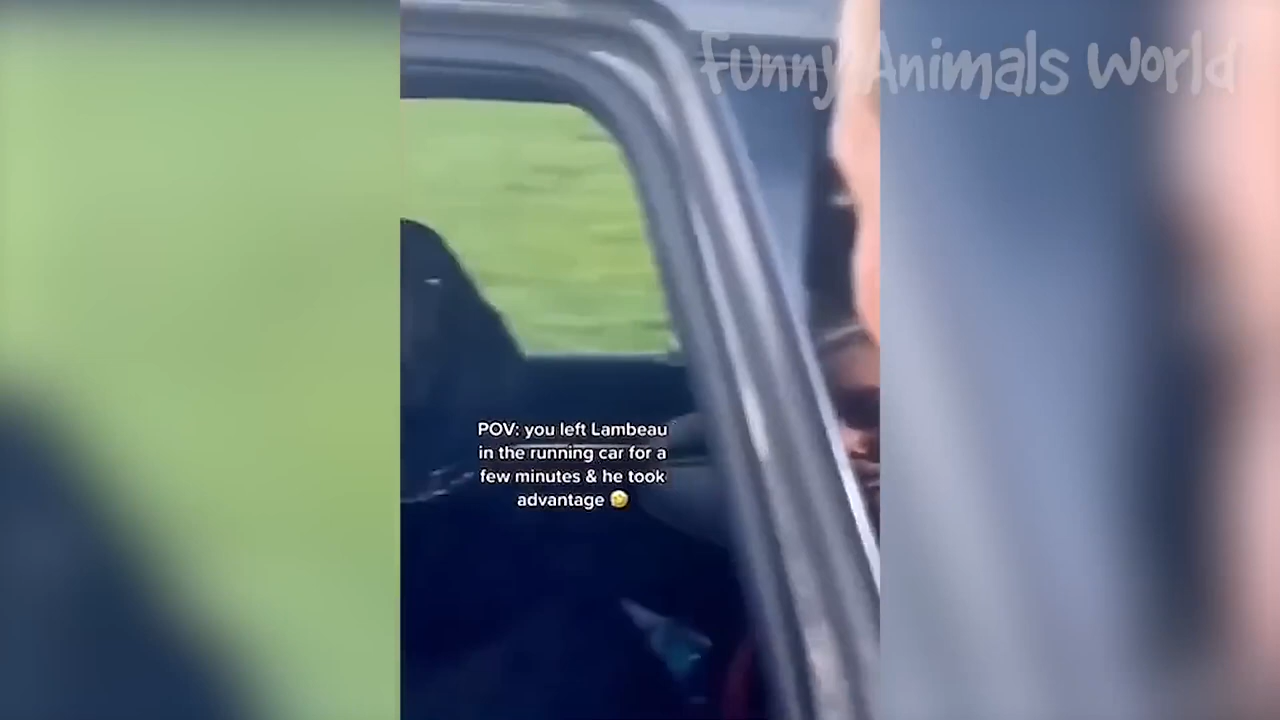 Funny Animals World
POV: you left Lambeau
in the running car for a
few minutes & he took
advantage 🤣